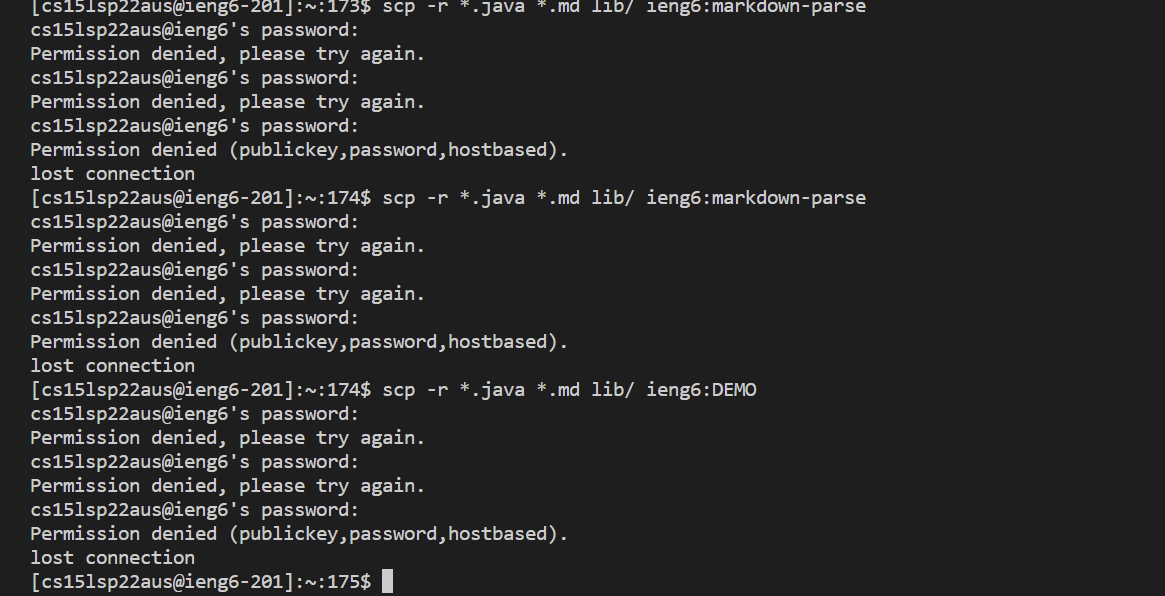 [cs15lsp22aus@ieng6-201]:~:173$ scp -r *.java *.md lib/ ieng6:markdown-parse
cs15lsp22aus@ieng6's password:
Permission denied, please try again.
cs15lsp22aus@ieng6's password:
Permission denied, please try again.
cs15lsp22aus@ieng6's password:
Permission denied (publickey,password,hostbased).
lost connection
[cs15lsp22aus@ieng6-201]:~:174$ scp -r *.java *.md lib/ ieng6:markdown-parse
cs15lsp22aus@ieng6's password:
Permission denied, please try again.
cs15lsp22aus@ieng6's password:
Permission denied, please try again.
cs15lsp22aus@ieng6's password:
Permission denied (publickey,password,hostbased).
lost connection
[cs15lsp22aus@ieng6-201]:~:174$ scp -r *.java *.md lib/ ieng6:DEMO
cs15lsp22aus@ieng6's password:
Permission denied, please try again.
cs15lsp22aus@ieng6's password:
Permission denied, please try again.
cs15lsp22aus@ieng6's password:
Permission denied (publickey,password,hostbased).
lost connection
[cs15lsp22aus@ieng6-201]:~:175$